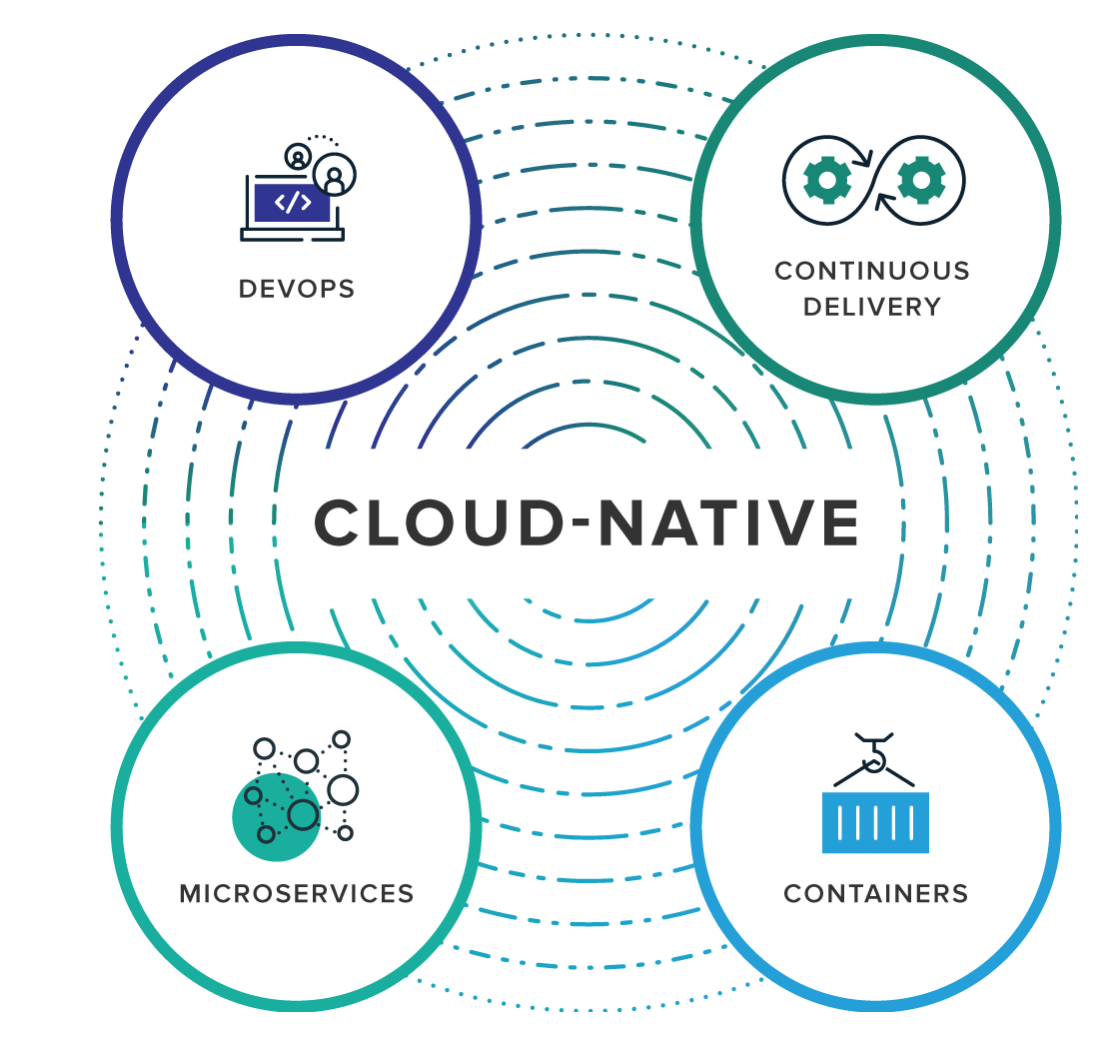 DEVOPS
CONTINUOUS
DELIVERY
CLOUD-NATIVE
MICROSERVICES
CONTAINERS